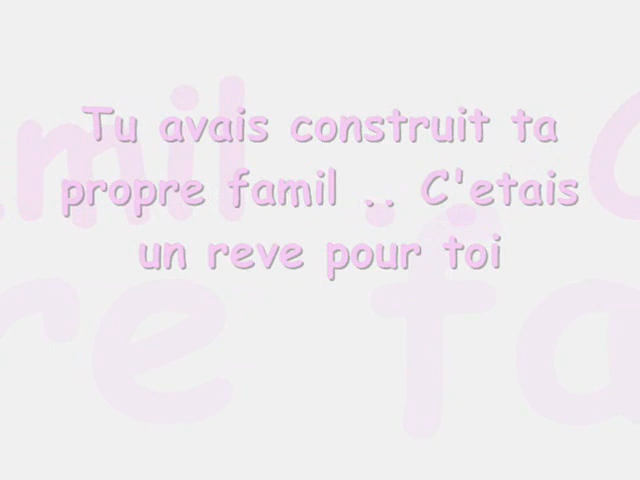 Tu avais construit ta
propre famil .. C'etais
un reve pour toi